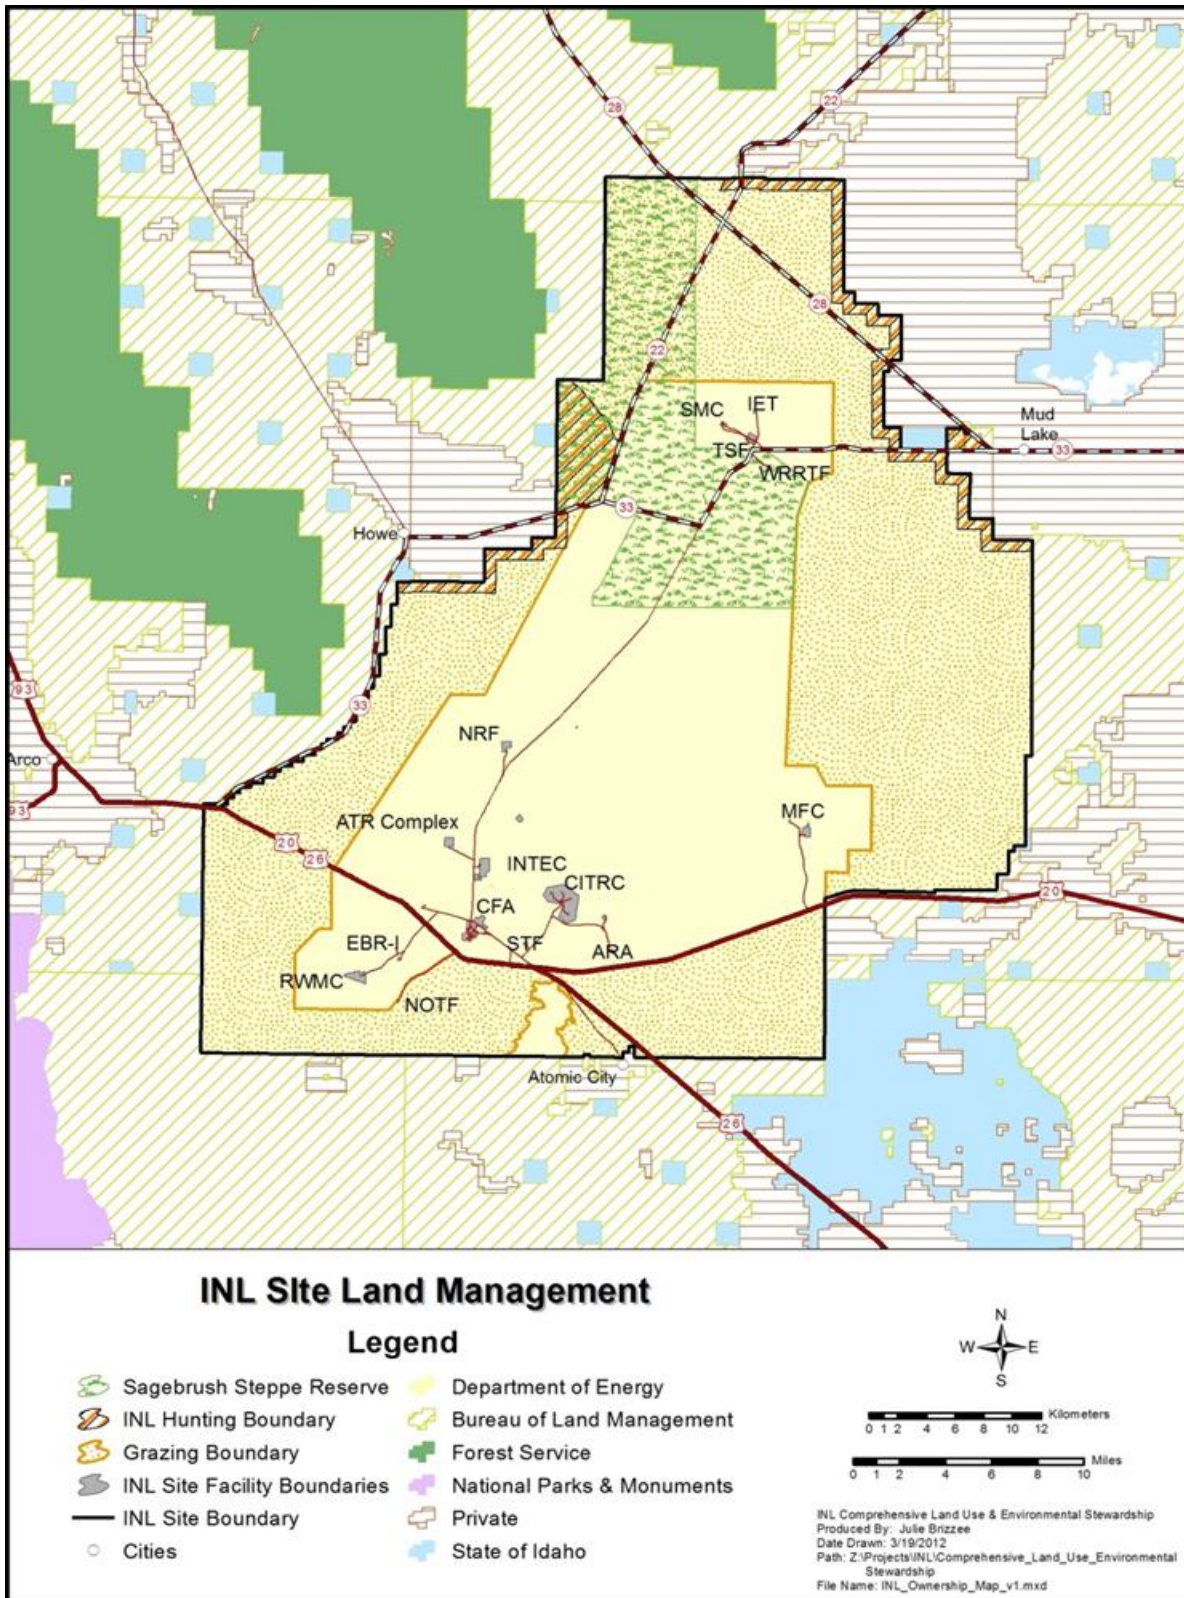 28
22
28
22
SMC
IET
Mud
Lake
TSF
33
WRRTF
33
Howe
93
33
NRF
Arco
93
MFC
ATR Complex
20
26
INTEC
CITRC
20
CFA
EBR-I
STF
ARA
RWMC
NOTF
Atomic City
26
INL SIte Land Management
Legend
Sagebrush Steppe Reserve
INL Hunting Boundary
Grazing Boundary
INL Site Facility Boundaries
INL Site Boundary
Cities
Department of Energy
Bureau of Land Management
Forest Service
National Parks & Monuments
Private
State of Idaho
N
W E
S
Kilometers
0 1 2 4 6 8 10 12
Miles
0 1 2 4 6 8 10
INL Comprehensive Land Use & Environmental Stewardship
Produced By: Julie Brizzee
Date Drawn: 3/19/2012
Path: Z:\Projects\INL\Comprehensive_Land_Use_Environmental
Stewardship
File Name: INL_Ownership_Map_v1.mxd